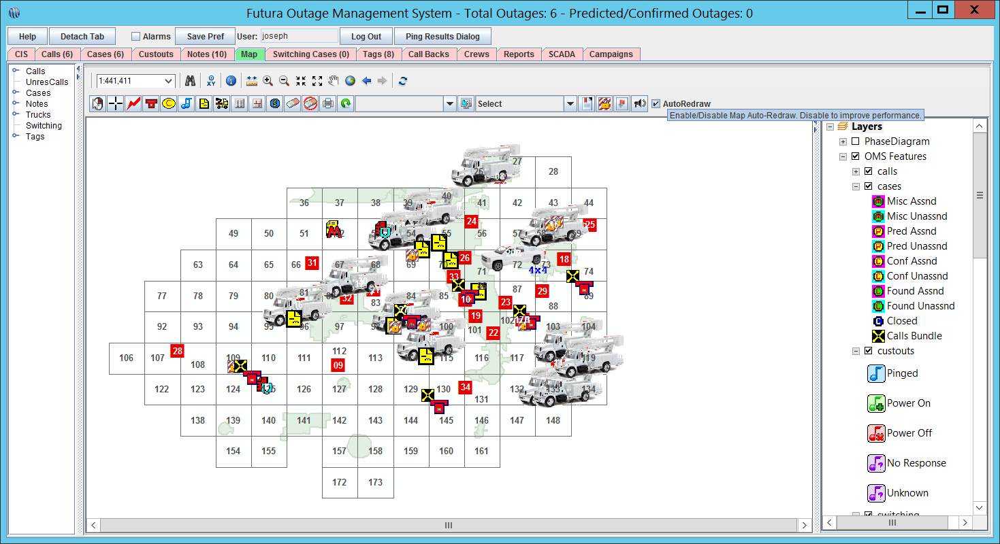 Futura Outage Management System - Total Outages: 6 - Predicted/Confirmed Outages: 0
Help Detach Tab Alarms Save Pref User: joseph Log Out Ping Results Dialog
CIS Calls (6) Cases (6) Custouts Notes (10) Map Switching Cases (0) Tags (8) Call Backs Crews Reports SCADA Campaigns
Calls
UnresCalls
Cases
Notes
Trucks
Switching
Tags
1:441,411
XY
Select AutoRedraw
Enable/Disable Map Auto-Redraw. Disable to improve performance.
27 28
36 37 38 39 40 41 42 43 44
24 25
49 50 51 54 55 56 57 58 59
63 64 65 66 31 67 68 69 70 26 71 72 73 18 74
4x4
33
77 78 79 80 81 82 32 83 84 85 10 23 87 29 88 89
92 93 94 95 96 97 98 19 100 101 22 102 103 104
106 107 28 108 109 110 111 112 09 113 115 116 117 119
122 123 124 125 126 127 128 129 130 34 131 132 133 134
138 139 140 141 142 143 144 145 146 147 148
154 155 157 158 159 160 161
172 173
Layers
PhaseDiagram
OMS Features
calls
cases
Misc Assnd
Misc Unassnd
Pred Assnd
Pred Unassnd
Conf Assnd
Conf Unassnd
Found Assnd
Found Unassnd
Closed
Calls Bundle
custouts
Pinged
Power On
Power Off
No Response
Unknown
switching